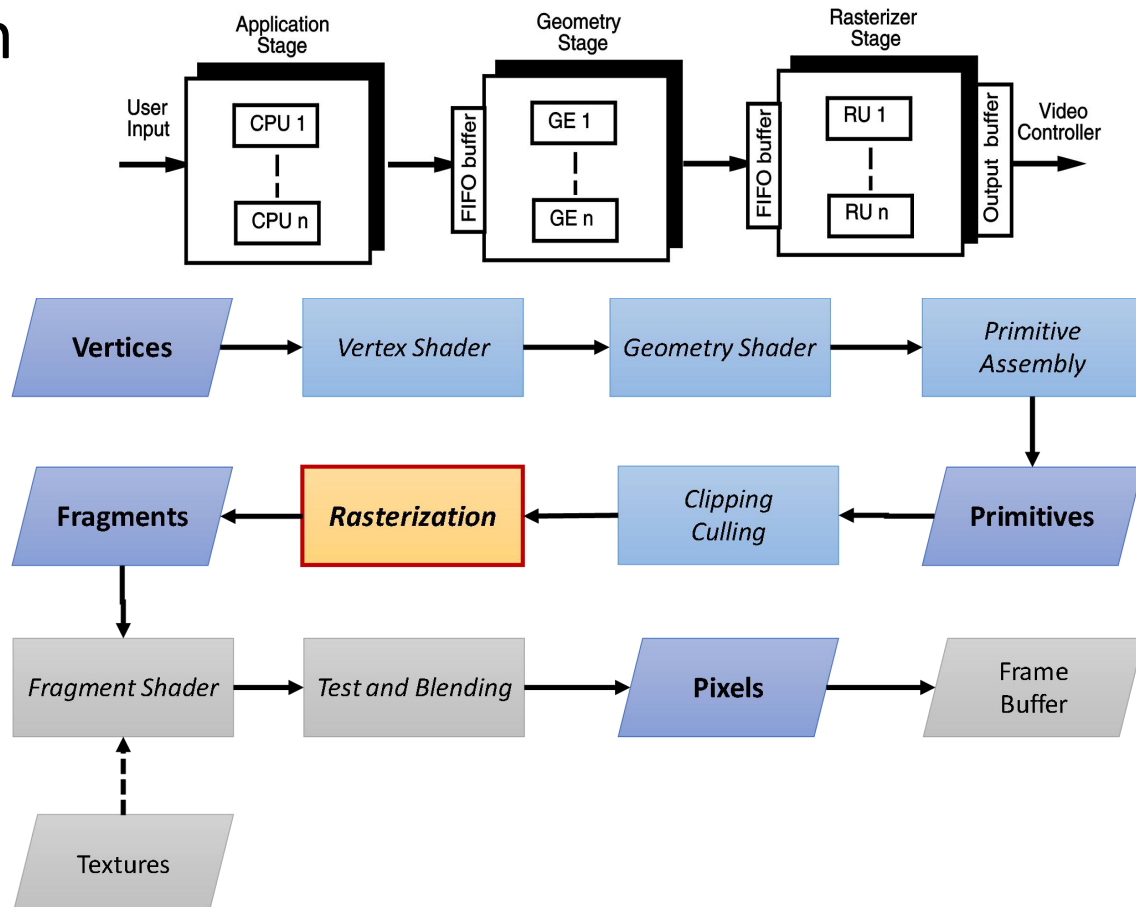 n
Application
Stage
Geometry
Stage
Rasterizer
Stage
User
Input
CPU 1
CPU n
FIFO buffer
GE 1
GE n
FIFO buffer
RU 1
RU n
Output buffer
Video
Controller
Vertices
Vertex Shader
Geometry Shader
Primitive
Assembly
Fragments
Rasterization
Clipping
Culling
Primitives
Fragment Shader
Test and Blending
Pixels
Frame
Buffer
Textures